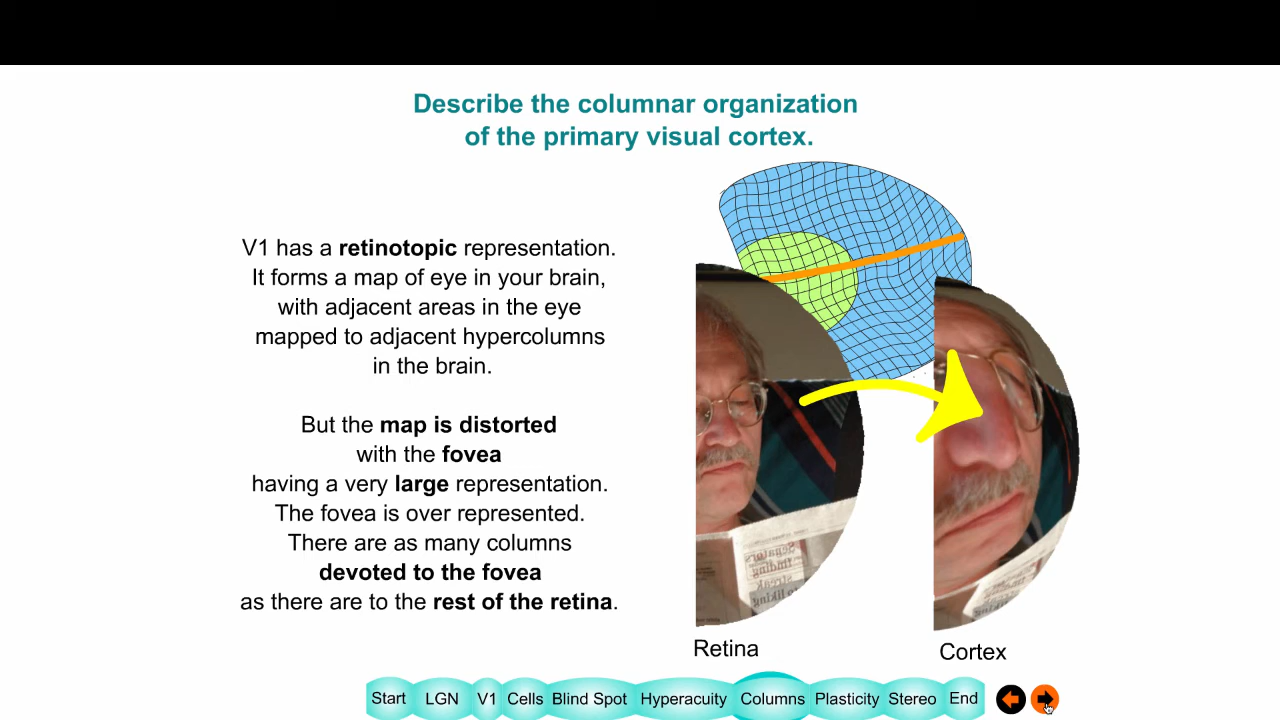 Describe the columnar organization
of the primary visual cortex.
V1 has a retinotopic representation.
It forms a map of eye in your brain,
with adjacent areas in the eye
mapped to adjacent hypercolumns
in the brain.
But the map is distorted
with the fovea
having a very large representation.
The fovea is over represented.
There are as many columns
devoted to the fovea
as there are to the rest of the retina.
Senators
finding
streak
liking
Retina
Cortex
Start LGN V1 Cells Blind Spot Hyperacuity Columns Plasticity Stereo End